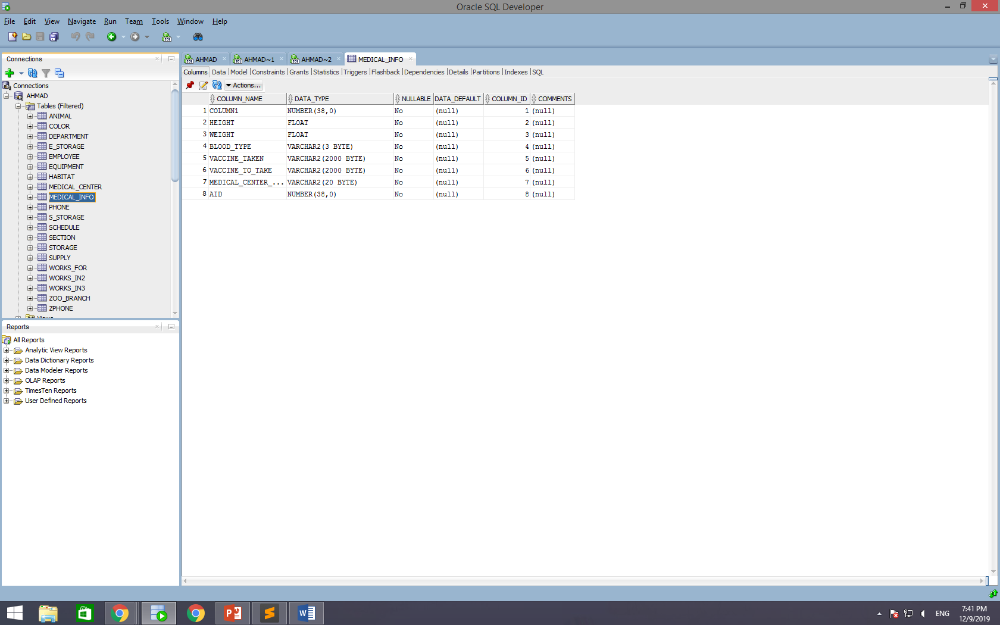 Oracle SQL Developer
File Edit View Navigate Run Team Tools Window Help
Connections
Connections
AHMAD
Tables (Filtered)
ANIMAL
COLOR
DEPARTMENT
E_STORAGE
EMPLOYEE
EQUIPMENT
HABITAT
MEDICAL_CENTER
MEDICAL_INFO
PHONE
S_STORAGE
SCHEDULE
SECTION
STORAGE
SUPPLY
WORKS_FOR
WORKS_IN2
WORKS_IN3
ZOO_BRANCH
ZPHONE
Views
Reports
All Reports
Analytic View Reports
Data Dictionary Reports
Data Modeler Reports
OLAP Reports
TimesTen Reports
User Defined Reports
AHMAD AHMAD~1 AHMAD~2 MEDICAL_INFO
Columns Data Model Constraints Grants Statistics Triggers Flashback Dependencies Details Partitions Indexes SQL
Actions...
COLUMN_NAME DATA_TYPE NULLABLE DATA_DEFAULT COLUMN_ID COMMENTS
1 COLUMN1 NUMBER(38,0) No (null) 1 (null)
2 HEIGHT FLOAT No (null) 2 (null)
3 WEIGHT FLOAT No (null) 3 (null)
4 BLOOD_TYPE VARCHAR2(3 BYTE) No (null) 4 (null)
5 VACCINE_TAKEN VARCHAR2(2000 BYTE) No (null) 5 (null)
6 VACCINE_TO_TAKE VARCHAR2(2000 BYTE) No (null) 6 (null)
7 MEDICAL_CENTER_... VARCHAR2(20 BYTE) No (null) 7 (null)
8 AID NUMBER(38,0) No (null) 8 (null)
ENG
7:41 PM
12/9/2019